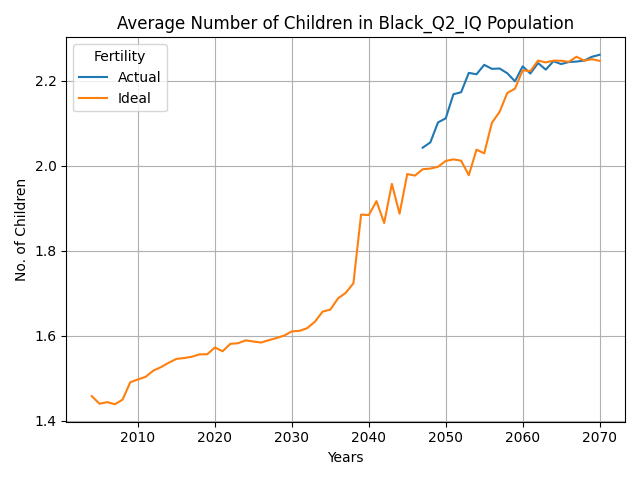 Average Number of Children in Black_Q2_IQ Population
Fertility
Actual
Ideal
No. of Children
2.2
2.0
1.8
1.6
1.4
2010 2020 2030 2040 2050 2060 2070
Years